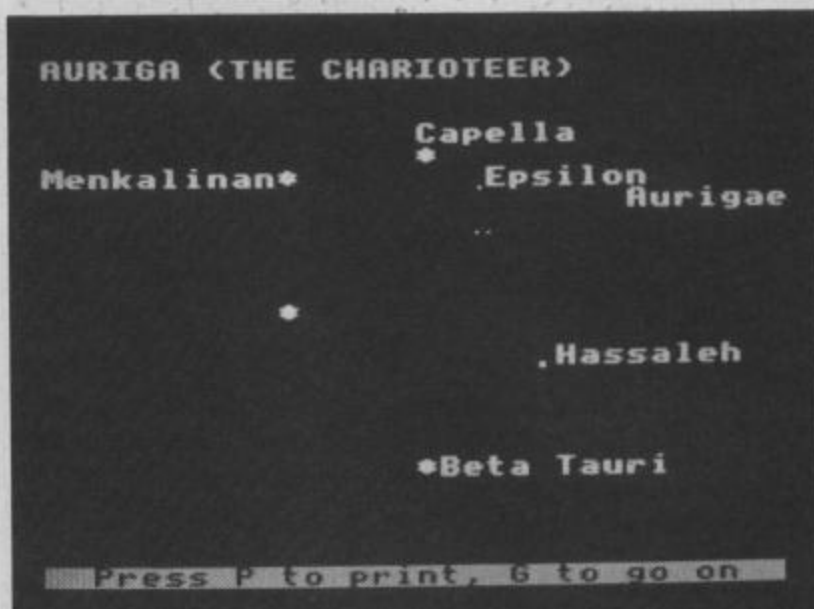 AURIGA (THE CHARIOTEER)
Capella
Menkalinan
Epsilon
Aurigae
Hassaleh
Beta Tauri
Press P to print, G to go on